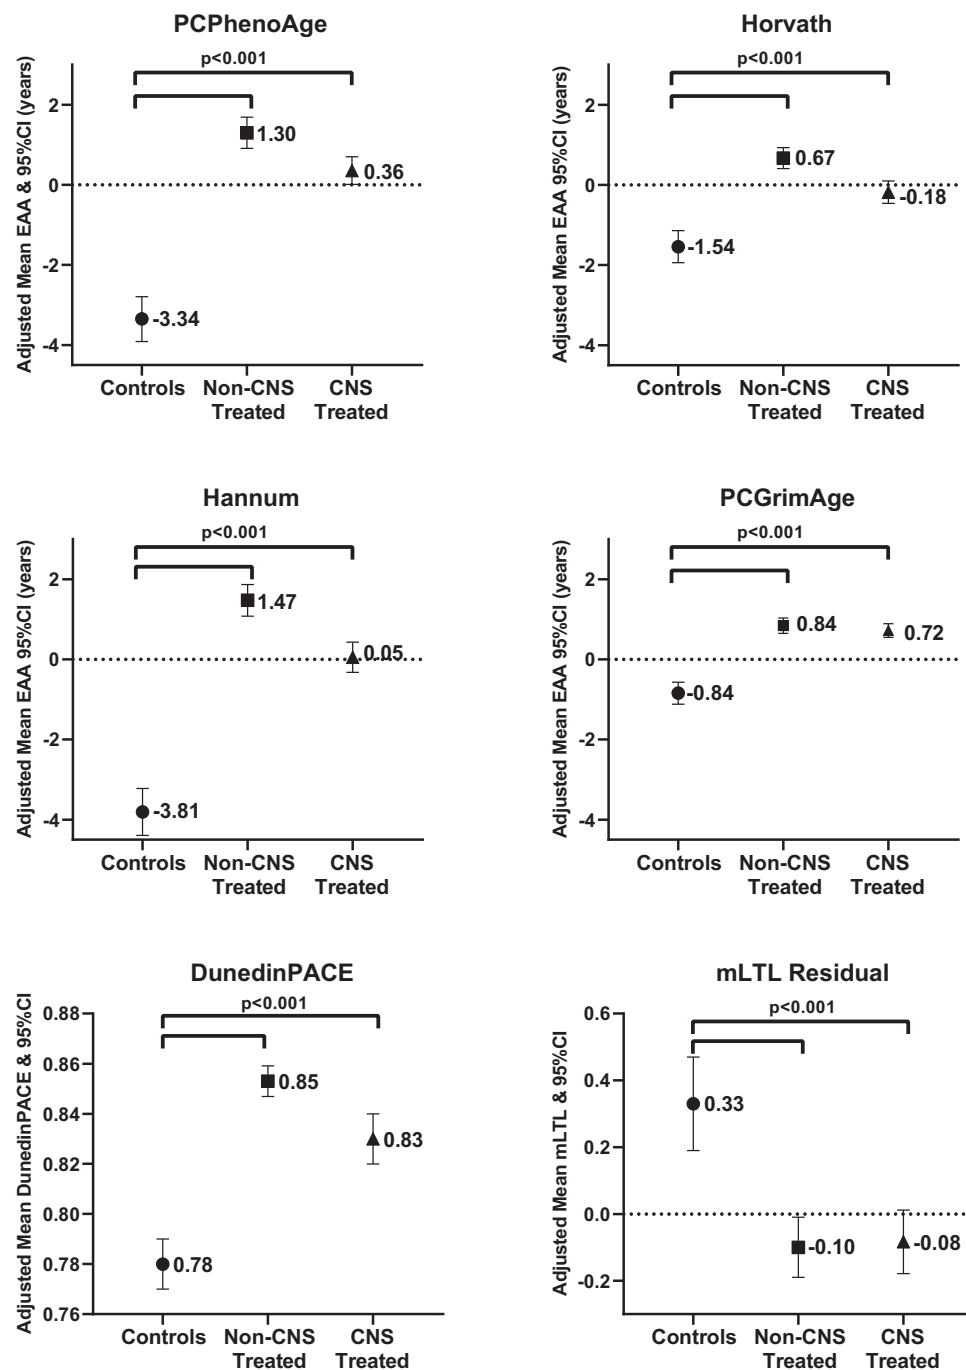 PCPhenoAge
p<0.001
Adjusted Mean EAA & 95%CI (years)
2
0
-2
-4
1.30
0.36
-3.34
Controls
Non-CNS
Treated
CNS
Treated
Horvath
p<0.001
Adjusted Mean EAA 95%CI (years)
2
0
-2
-4
0.67
-0.18
-1.54
Controls
Non-CNS
Treated
CNS
Treated
Hannum
p<0.001
Adjusted Mean EAA 95%CI (years)
2
0
-2
-4
1.47
0.05
-3.81
Controls
Non-CNS
Treated
CNS
Treated
PCGrimAge
p<0.001
Adjusted Mean EAA 95%CI (years)
2
0
-2
-4
0.84
0.72
-0.84
Controls
Non-CNS
Treated
CNS
Treated
DunedinPACE
p<0.001
Adjusted Mean DunedinPACE & 95%CI
0.88
0.86
0.84
0.82
0.80
0.78
0.76
0.85
0.83
0.78
Controls
Non-CNS
Treated
CNS
Treated
mLTL Residual
p<0.001
Adjusted Mean mLTL & 95%CI
0.6
0.4
0.2
0.0
-0.2
0.33
-0.10
-0.08
Controls
Non-CNS
Treated
CNS
Treated